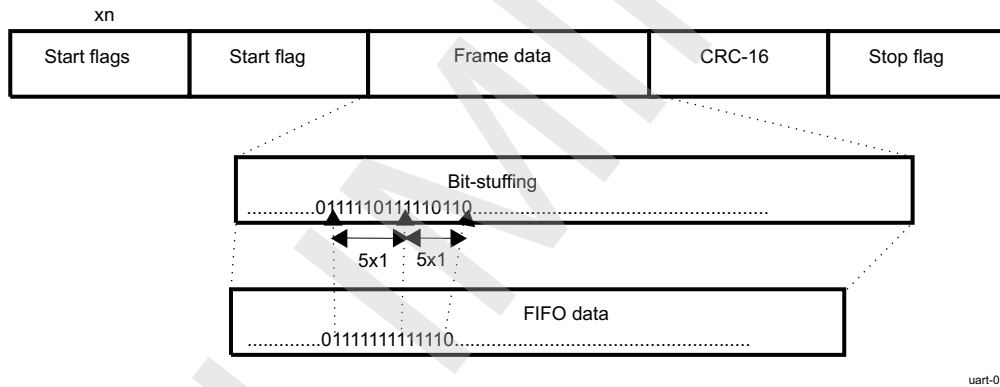 xn
Start flags Start flag Frame data CRC-16 Stop flag
Bit-stuffing
.............0111110111110110...........................................................
5x1 5x1
FIFO data
..............01111111111110...........................................................
uart-0